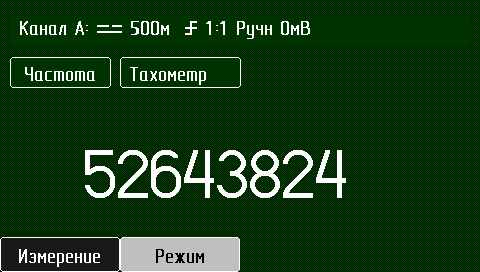 Канал A: 500м 1:1 Ручн 0мВ
Частота Тахометр
52643824
Измерение Режим